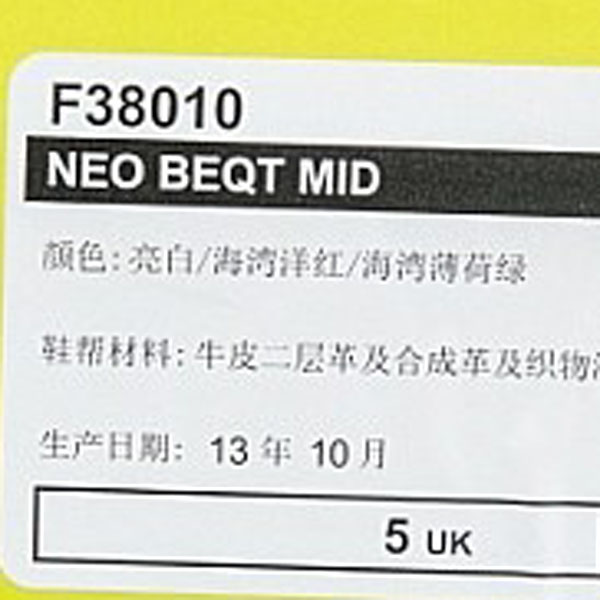 F38010
NEO BEQT MID
颜色: 亮白/海湾洋红/海湾薄荷绿
鞋帮材料: 牛皮二层革及合成革及织物
生产日期: 13 年 10 月
5 UK